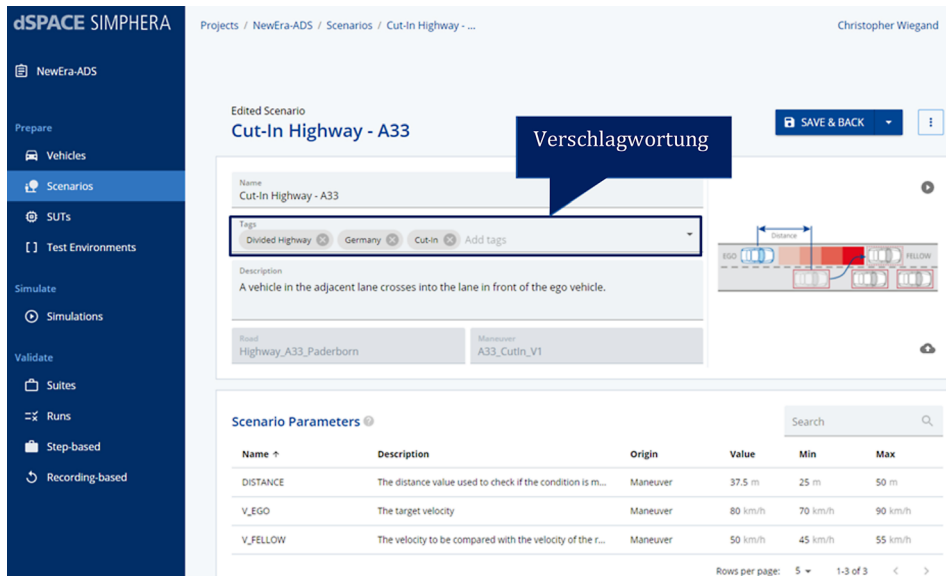 dSPACE SIMPHERA
Projects / NewEra-ADS / Scenarios / Cut-In Highway - ...
Christopher Wiegand
NewEra-ADS
Prepare
Vehicles
Scenarios
SUTs
Test Environments
Simulate
Simulations
Validate
Suites
Runs
Step-based
Recording-based
Edited Scenario
Cut-In Highway - A33
SAVE & BACK
Verschlagwortung
Name
Cut-In Highway - A33
Tags
Divided Highway Germany Cut-In Add tags
Description
A vehicle in the adjacent lane crosses into the lane in front of the ego vehicle.
Road
Highway_A33_Paderborn
Maneuver
A33_CutIn_V1
Distance
EGO FELLOW
Scenario Parameters
Search
Name Description Origin Value Min Max
DISTANCE The distance value used to check if the condition is m... Maneuver 37.5 m 25 m 50 m
V_EGO The target velocity Maneuver 80 km/h 70 km/h 90 km/h
V_FELLOW The velocity to be compared with the velocity of the r... Maneuver 50 km/h 45 km/h 55 km/h
Rows per page: 5 1-3 of 3